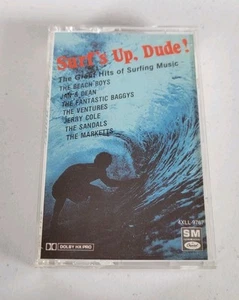 Surf's Up, Dude!
The Great Hits of Surfing Music
THE BEACH BOYS
JAN & DEAN
THE FANTASTIC BAGGYS
THE VENTURES
JERRY COLE
THE SANDALS
THE MARKETTS
SM
DOLBY HX PRO